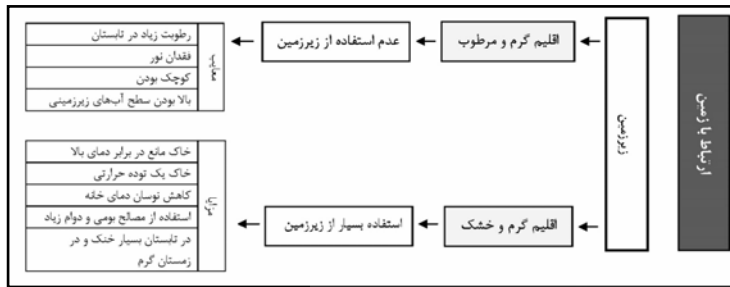 ارتباط با زمین
زیرزمین
اقلیم گرم و مرطوب
عدم استفاده از زیرزمین
معایب
رطوبت زیاد در تابستان
فقدان نور
کوچک بودن
بالا بودن سطح آب‌های زیرزمینی
اقلیم گرم و خشک
استفاده بسیار از زیرزمین
مزایا
خاک مانع در برابر دمای بالا
خاک یک توده حرارتی
کاهش نوسان دمای خانه
استفاده از مصالح بومی و دوام زیاد
در تابستان بسیار خنک و در
زمستان گرم